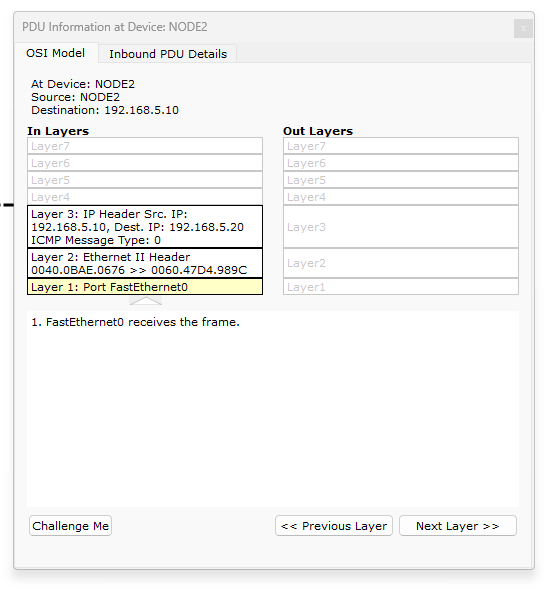 PDU Information at Device: NODE2
x
OSI Model
Inbound PDU Details
At Device: NODE2
Source: NODE2
Destination: 192.168.5.10
In Layers
Layer7
Layer6
Layer5
Layer4
Layer 3: IP Header Src. IP:
192.168.5.10, Dest. IP: 192.168.5.20
ICMP Message Type: 0
Layer 2: Ethernet II Header
0040.0BAE.0676 >> 0060.47D4.989C
Layer 1: Port FastEthernet0
Out Layers
Layer7
Layer6
Layer5
Layer4
Layer3
Layer2
Layer1
1. FastEthernet0 receives the frame.
Challenge Me
<< Previous Layer
Next Layer >>